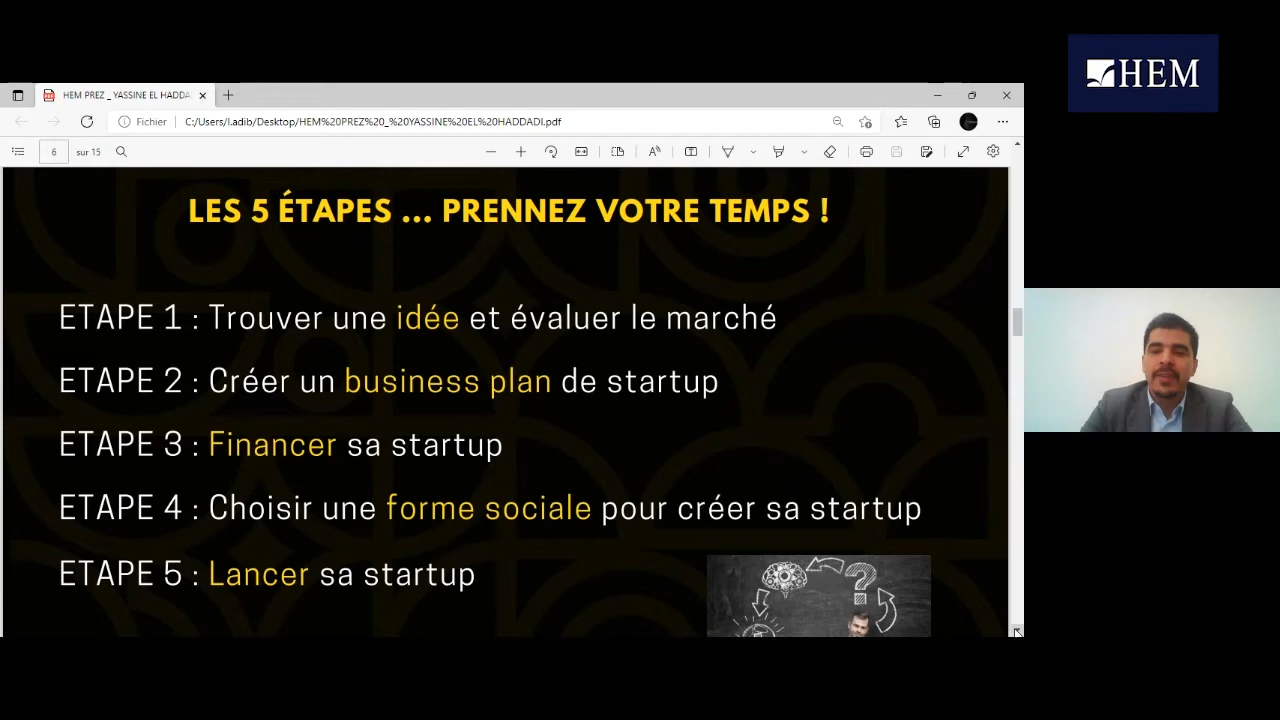 HEM
HEM PREZ _ YASSINE EL HADDA
Fichier
C:/Users/l.adib/Desktop/HEM%20PREZ%20_%20YASSINE%20EL%20HADDADI.pdf
6 sur 15
LES 5 ÉTAPES ... PRENNEZ VOTRE TEMPS !
ETAPE 1 : Trouver une idée et évaluer le marché
ETAPE 2 : Créer un business plan de startup
ETAPE 3 : Financer sa startup
ETAPE 4 : Choisir une forme sociale pour créer sa startup
ETAPE 5 : Lancer sa startup
?